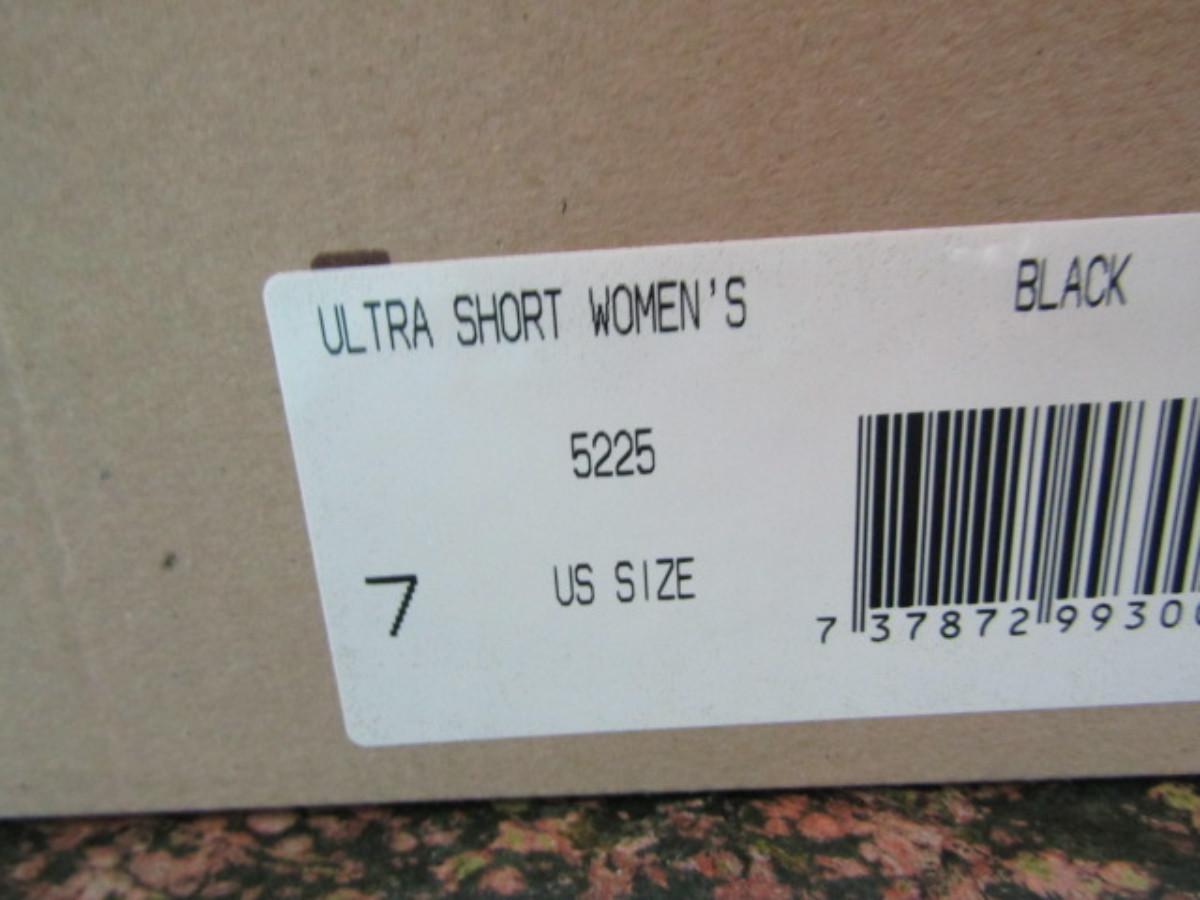 ULTRA SHORT WOMEN'S BLACK
5225
7 US SIZE
7 37872 9930